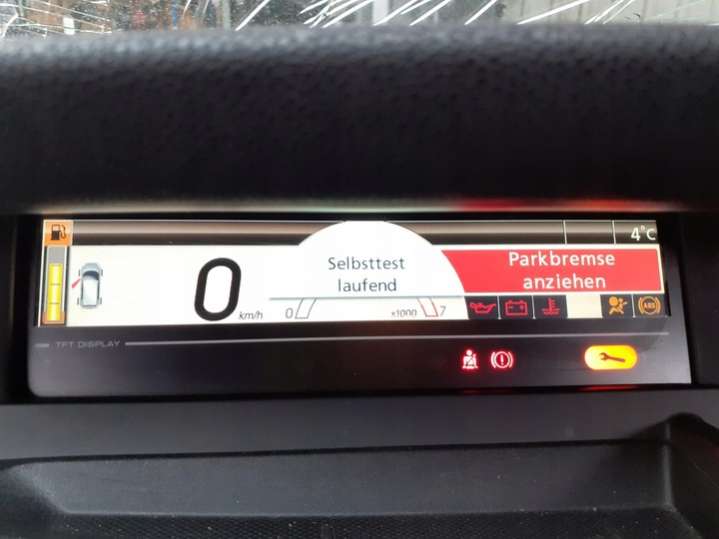 4°C
Selbsttest
laufend
Parkbremse
anziehen
0
km/h
0
x1000
7
ABS
TFT DISPLAY